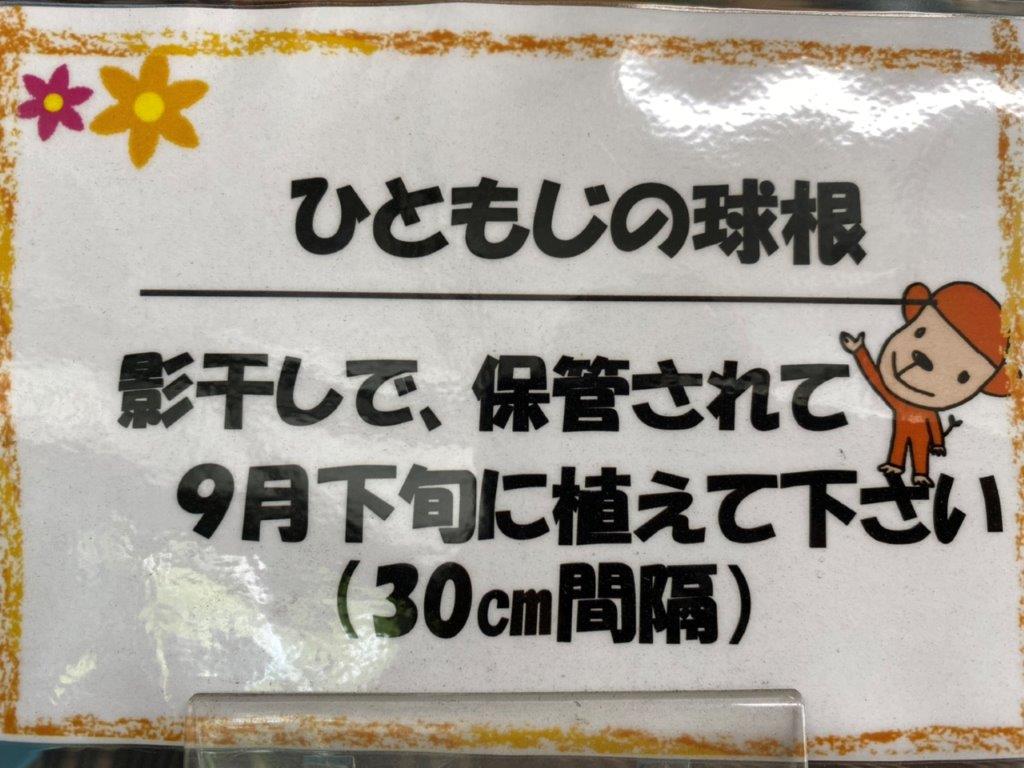 ひともじの球根
影干しで、保管されて
9月下旬に植えて下さい
（30cm間隔）